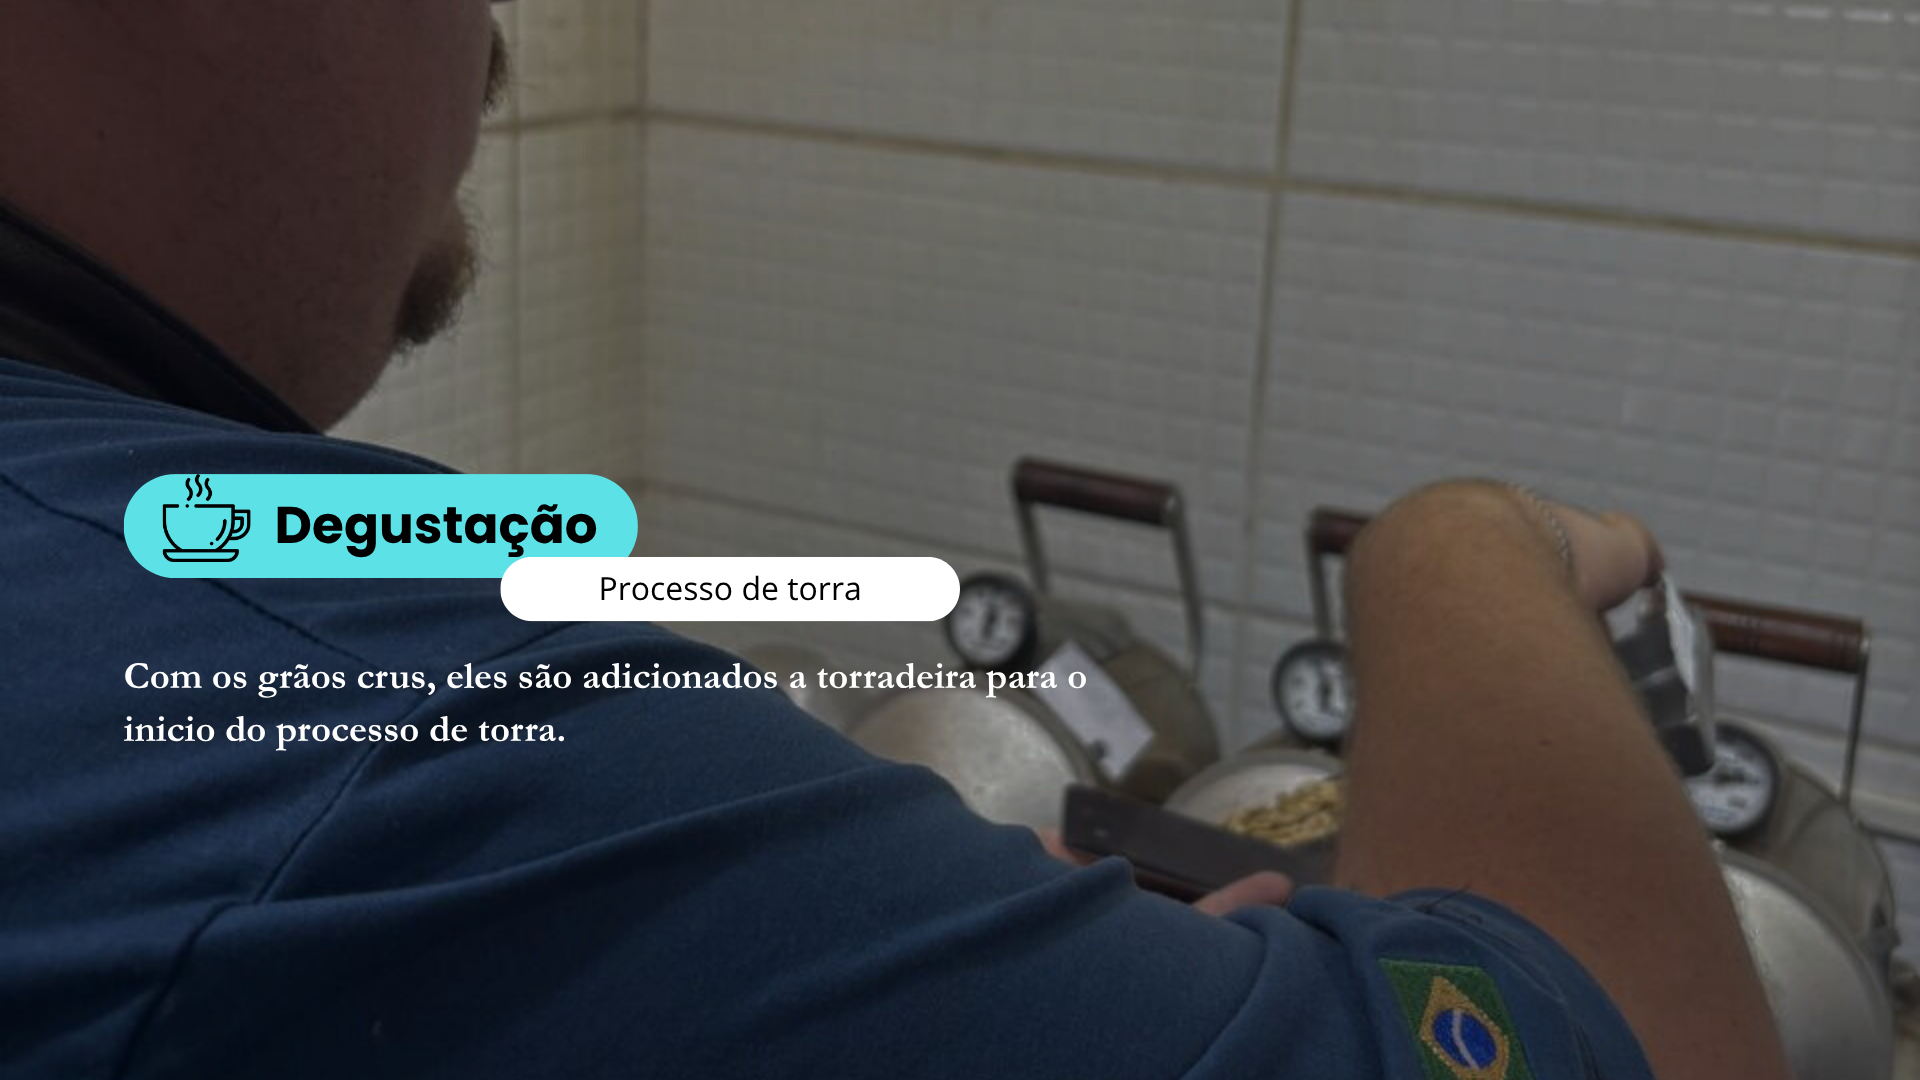 Degustação
Processo de torra
Com os grãos crus, eles são adicionados a torradeira para o
inicio do processo de torra.